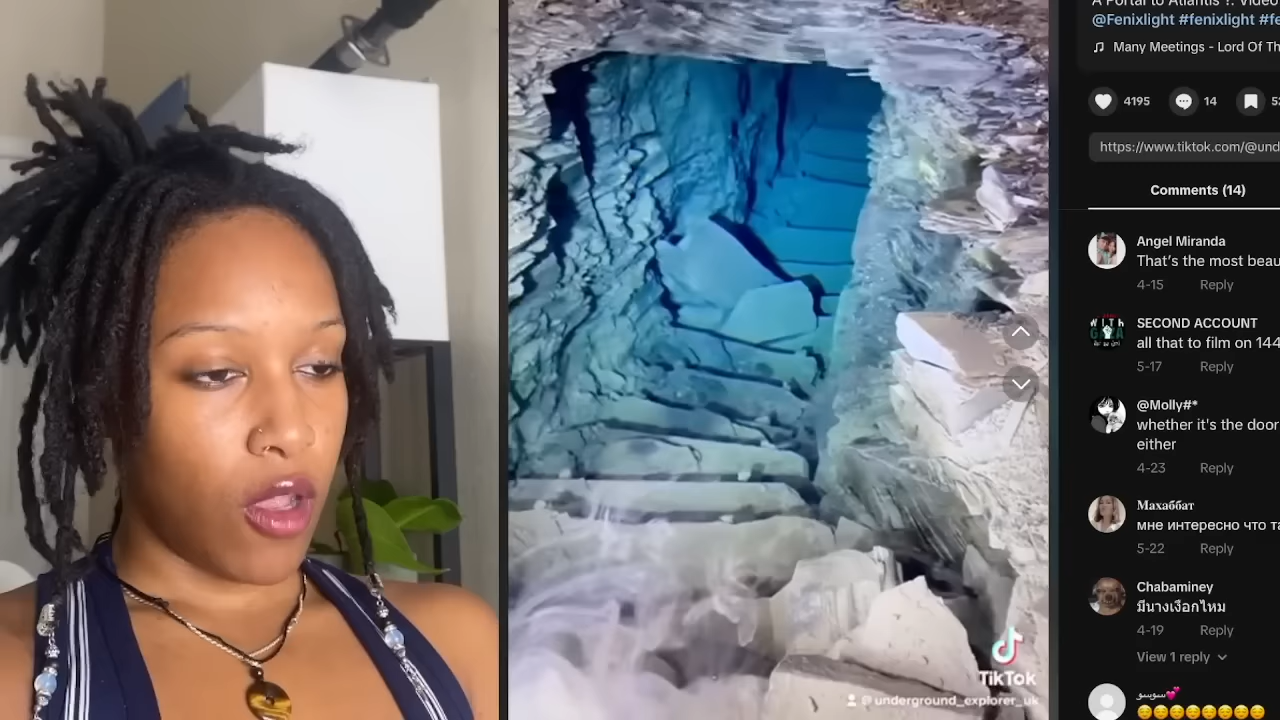 A Portal to Atlantis ?. Video
@Fenixlight #fenixlight #fe
Many Meetings - Lord Of Th
4195
14
https://www.tiktok.com/@und
Comments (14)
Angel Miranda
That's the most beau
4-15 Reply
SECOND ACCOUNT
all that to film on 144
5-17 Reply
@Molly#*
whether it's the door
either
4-23 Reply
Махаббат
мне интересно что та
5-22 Reply
Chabaminey
มีนางเงือกไหม
4-19 Reply
View 1 reply
سوسو💕
😊😊😊😊😊😊😊
TikTok
@underground_explorer_uk